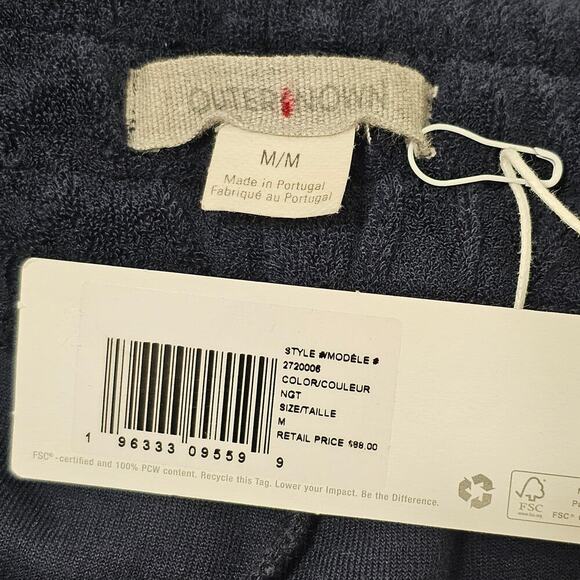 OUTERKNOWN
M/M
Made in Portugal
Fabriqué au Portugal
STYLE #/MODÈLE #
2720006
COLOR/COULEUR
NGT
SIZE/TAILLE
M
RETAIL PRICE $98.00
1 96333 09559 9
FSC® -certified and 100% PCW content. Recycle this Tag. Lower your Impact. Be the Difference.
FSC
FSC®